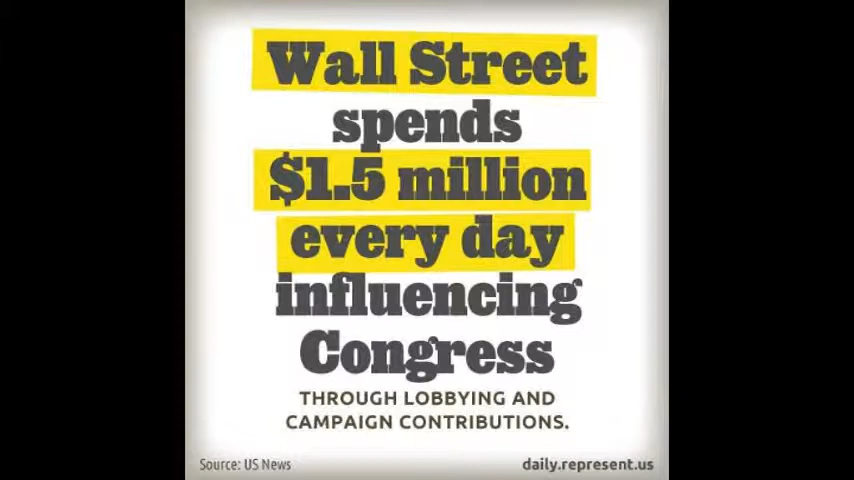 Wall Street
spends
$1.5 million
every day
influencing
Congress
THROUGH LOBBYING AND
CAMPAIGN CONTRIBUTIONS.
Source: US News
daily.represent.us